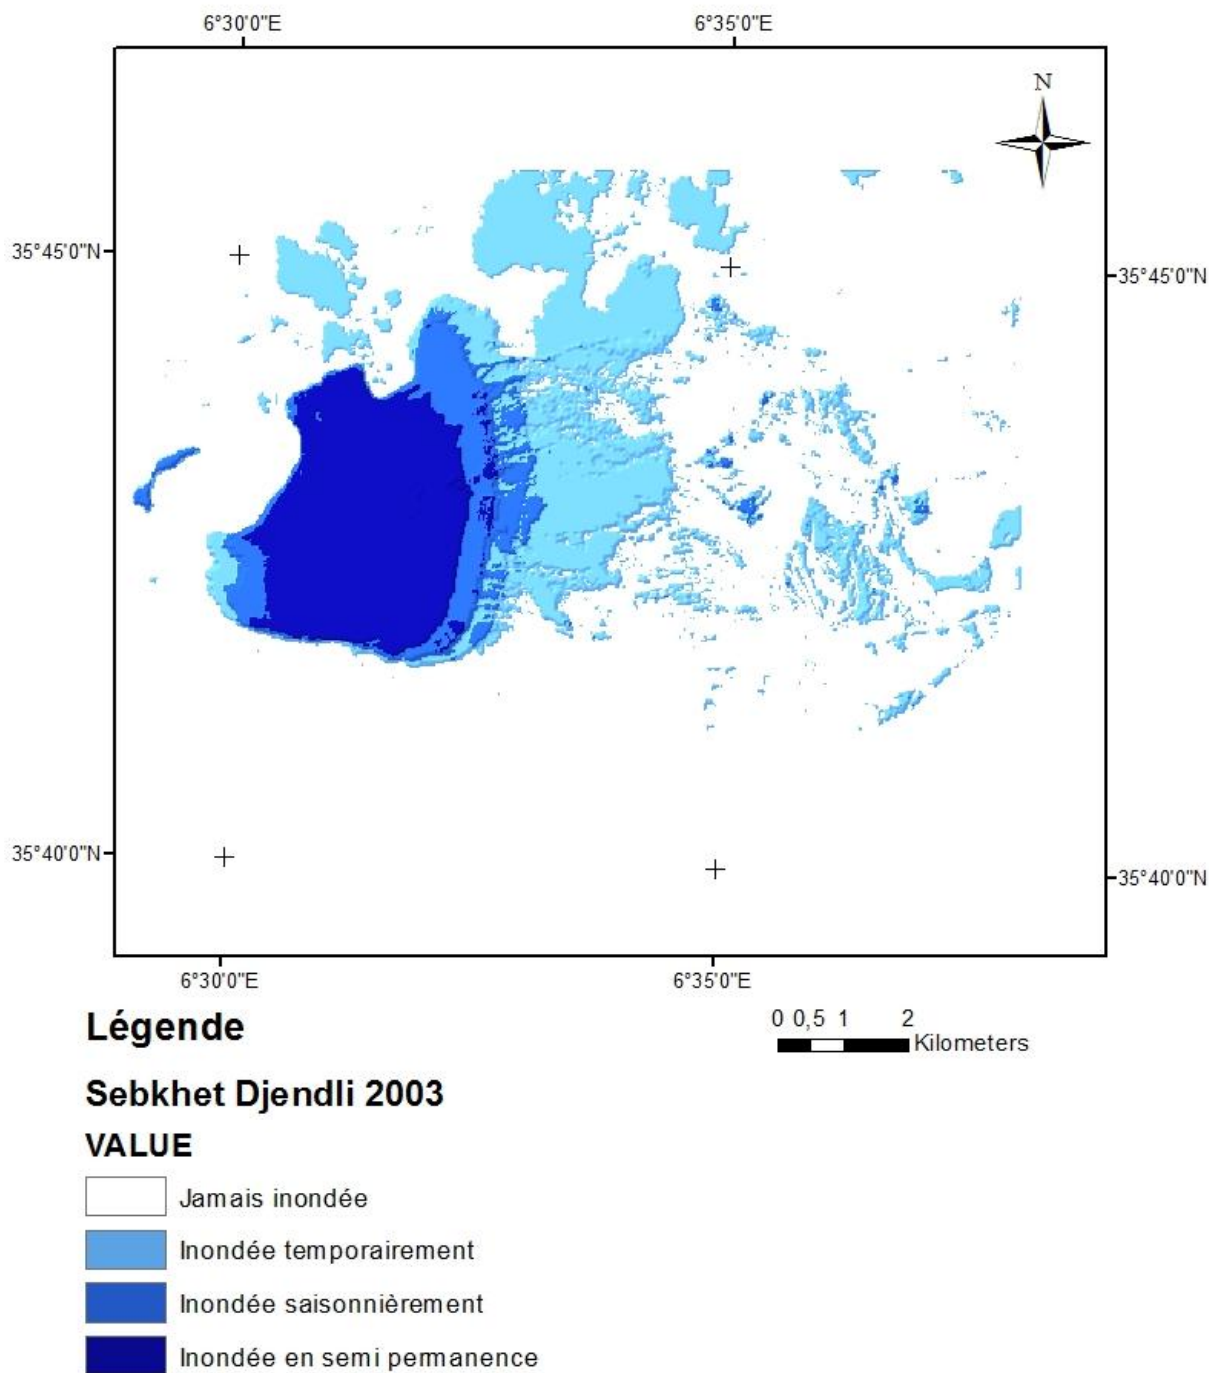 6°30'0"E 6°35'0"E
N
35°45'0"N
35°45'0"N
35°40'0"N
35°40'0"N
6°30'0"E 6°35'0"E
Légende
0 0,5 1 2
Kilometers
Sebkhet Djendli 2003
VALUE
Jamais inondée
Inondée temporairement
Inondée saisonnièrement
Inondée en semi permanence